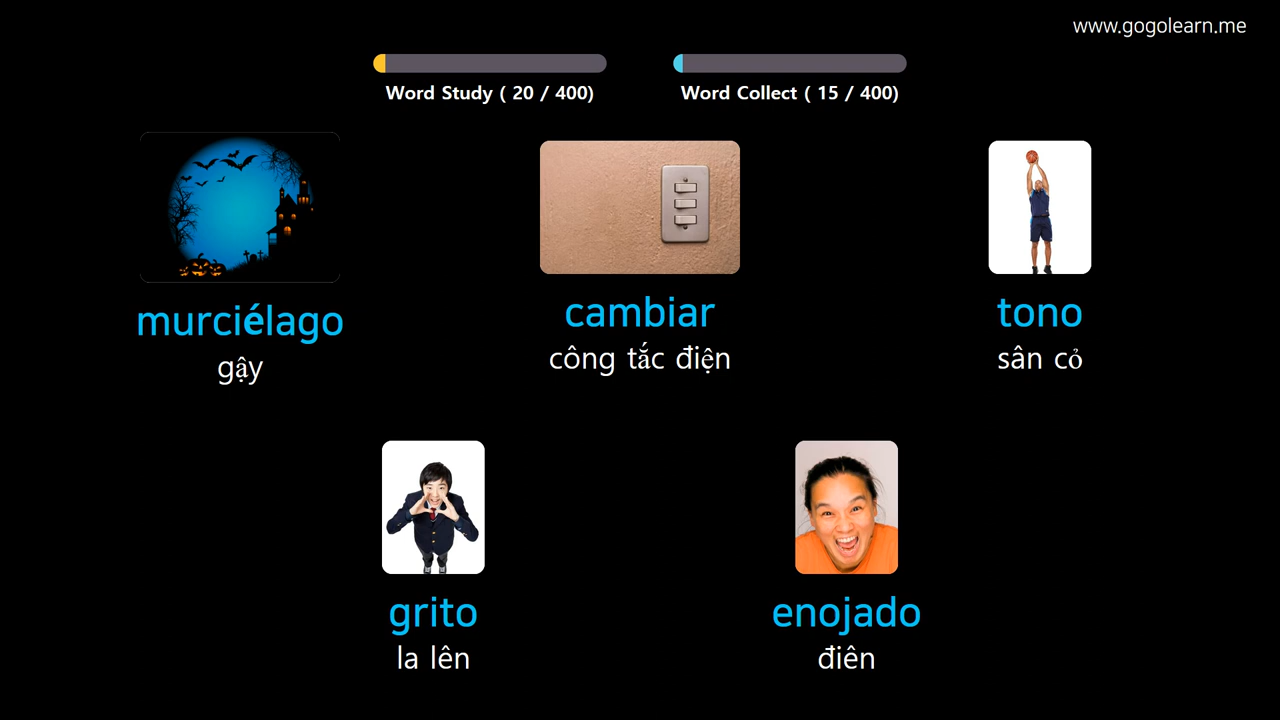 www.gogolearn.me
Word Study ( 20 / 400)
Word Collect ( 15 / 400)
murciélago
gậy
cambiar
công tắc điện
tono
sân cỏ
grito
la lên
enojado
điên